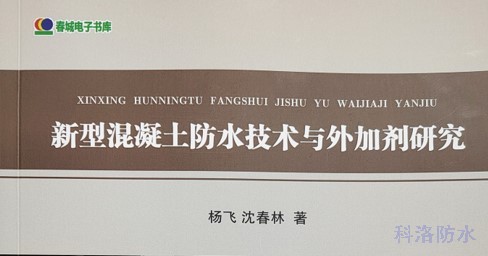 春城电子书库
XINXING HUNNINGTU FANGSHUI JISHU YU WAIJIAJI YANJIU
新型混凝土防水技术与外加剂研究
杨飞 沈春林 著
科洛防水